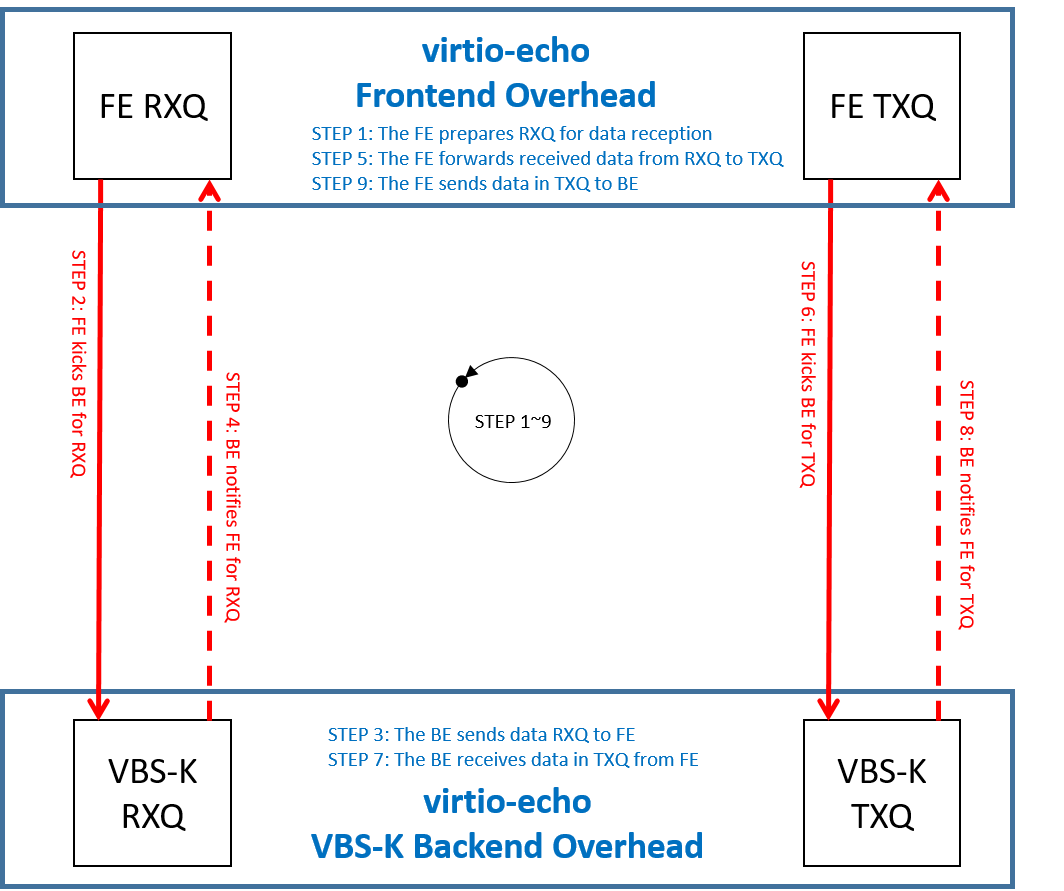 virtio-echo
Frontend Overhead
FE RXQ
FE TXQ
STEP 1: The FE prepares RXQ for data reception
STEP 5: The FE forwards received data from RXQ to TXQ
STEP 9: The FE sends data in TXQ to BE
STEP 2: FE kicks BE for RXQ
STEP 4: BE notifies FE for RXQ
STEP 1~9
STEP 6: FE kicks BE for TXQ
STEP 8: BE notifies FE for TXQ
VBS-K
RXQ
STEP 3: The BE sends data RXQ to FE
STEP 7: The BE receives data in TXQ from FE
virtio-echo
VBS-K Backend Overhead
VBS-K
TXQ